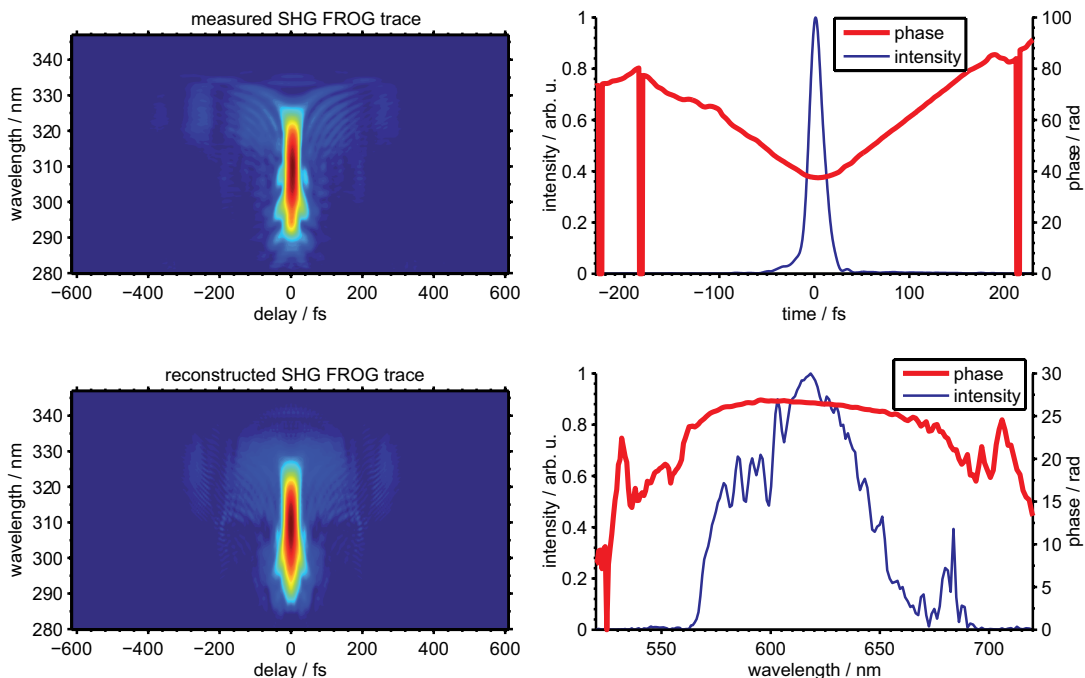 measured SHG FROG trace
wavelength / nm
340
330
320
310
300
290
280
−600 −400 −200 0 200 400 600
delay / fs
phase
intensity
intensity / arb. u.
1
0.8
0.6
0.4
0.2
0
100
80
60
40
20
0
phase / rad
−200 −100 0 100 200
time / fs
reconstructed SHG FROG trace
wavelength / nm
340
330
320
310
300
290
280
−600 −400 −200 0 200 400 600
delay / fs
phase
intensity
intensity / arb. u.
1
0.8
0.6
0.4
0.2
0
30
25
20
15
10
5
0
phase / rad
550 600 650 700
wavelength / nm